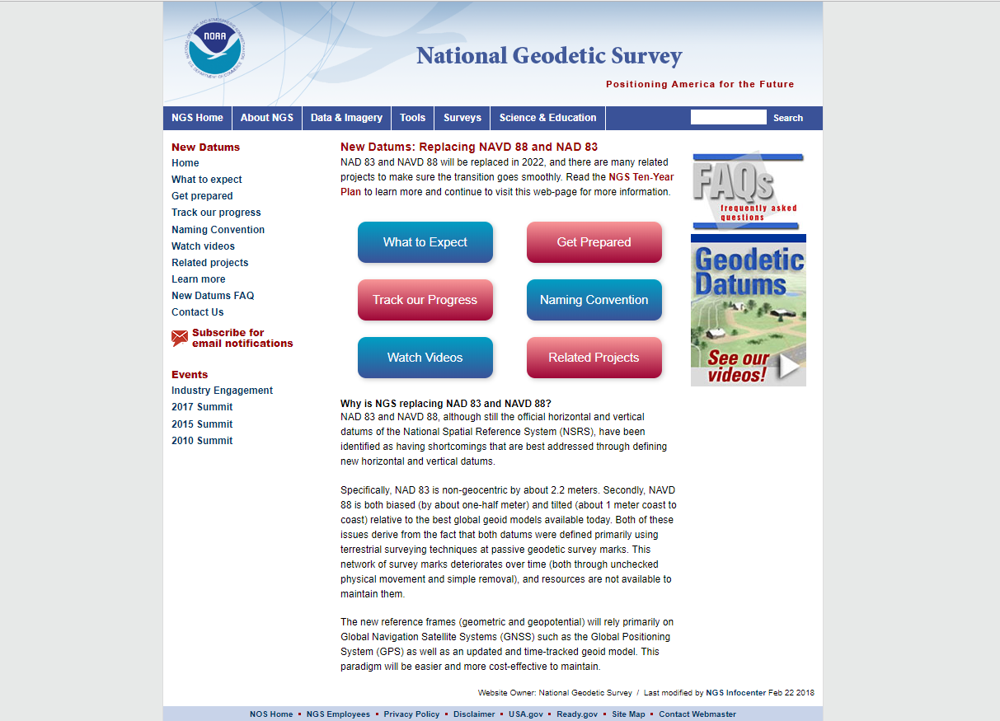 NATIONAL OCEANIC AND ATMOSPHERIC ADMINISTRATION
NOAA
U.S. DEPARTMENT OF COMMERCE
National Geodetic Survey
Positioning America for the Future
NGS Home
About NGS
Data & Imagery
Tools
Surveys
Science & Education
Search
New Datums
Home
What to expect
Get prepared
Track our progress
Naming Convention
Watch videos
Related projects
Learn more
New Datums FAQ
Contact Us
Subscribe for
email notifications
Events
Industry Engagement
2017 Summit
2015 Summit
2010 Summit
New Datums: Replacing NAVD 88 and NAD 83
NAD 83 and NAVD 88 will be replaced in 2022, and there are many related
projects to make sure the transition goes smoothly. Read the NGS Ten-Year
Plan to learn more and continue to visit this web-page for more information.
What to Expect
Get Prepared
Track our Progress
Naming Convention
Watch Videos
Related Projects
Why is NGS replacing NAD 83 and NAVD 88?
NAD 83 and NAVD 88, although still the official horizontal and vertical
datums of the National Spatial Reference System (NSRS), have been
identified as having shortcomings that are best addressed through defining
new horizontal and vertical datums.
Specifically, NAD 83 is non-geocentric by about 2.2 meters. Secondly, NAVD
88 is both biased (by about one-half meter) and tilted (about 1 meter coast to
coast) relative to the best global geoid models available today. Both of these
issues derive from the fact that both datums were defined primarily using
terrestrial surveying techniques at passive geodetic survey marks. This
network of survey marks deteriorates over time (both through unchecked
physical movement and simple removal), and resources are not available to
maintain them.
The new reference frames (geometric and geopotential) will rely primarily on
Global Navigation Satellite Systems (GNSS) such as the Global Positioning
System (GPS) as well as an updated and time-tracked geoid model. This
paradigm will be easier and more cost-effective to maintain.
FAQs
frequently asked
questions
Geodetic
Datums
See our
videos!
Website Owner: National Geodetic Survey / Last modified by NGS Infocenter Feb 22 2018
NOS Home ▪ NGS Employees ▪ Privacy Policy ▪ Disclaimer ▪ USA.gov ▪ Ready.gov ▪ Site Map ▪ Contact Webmaster